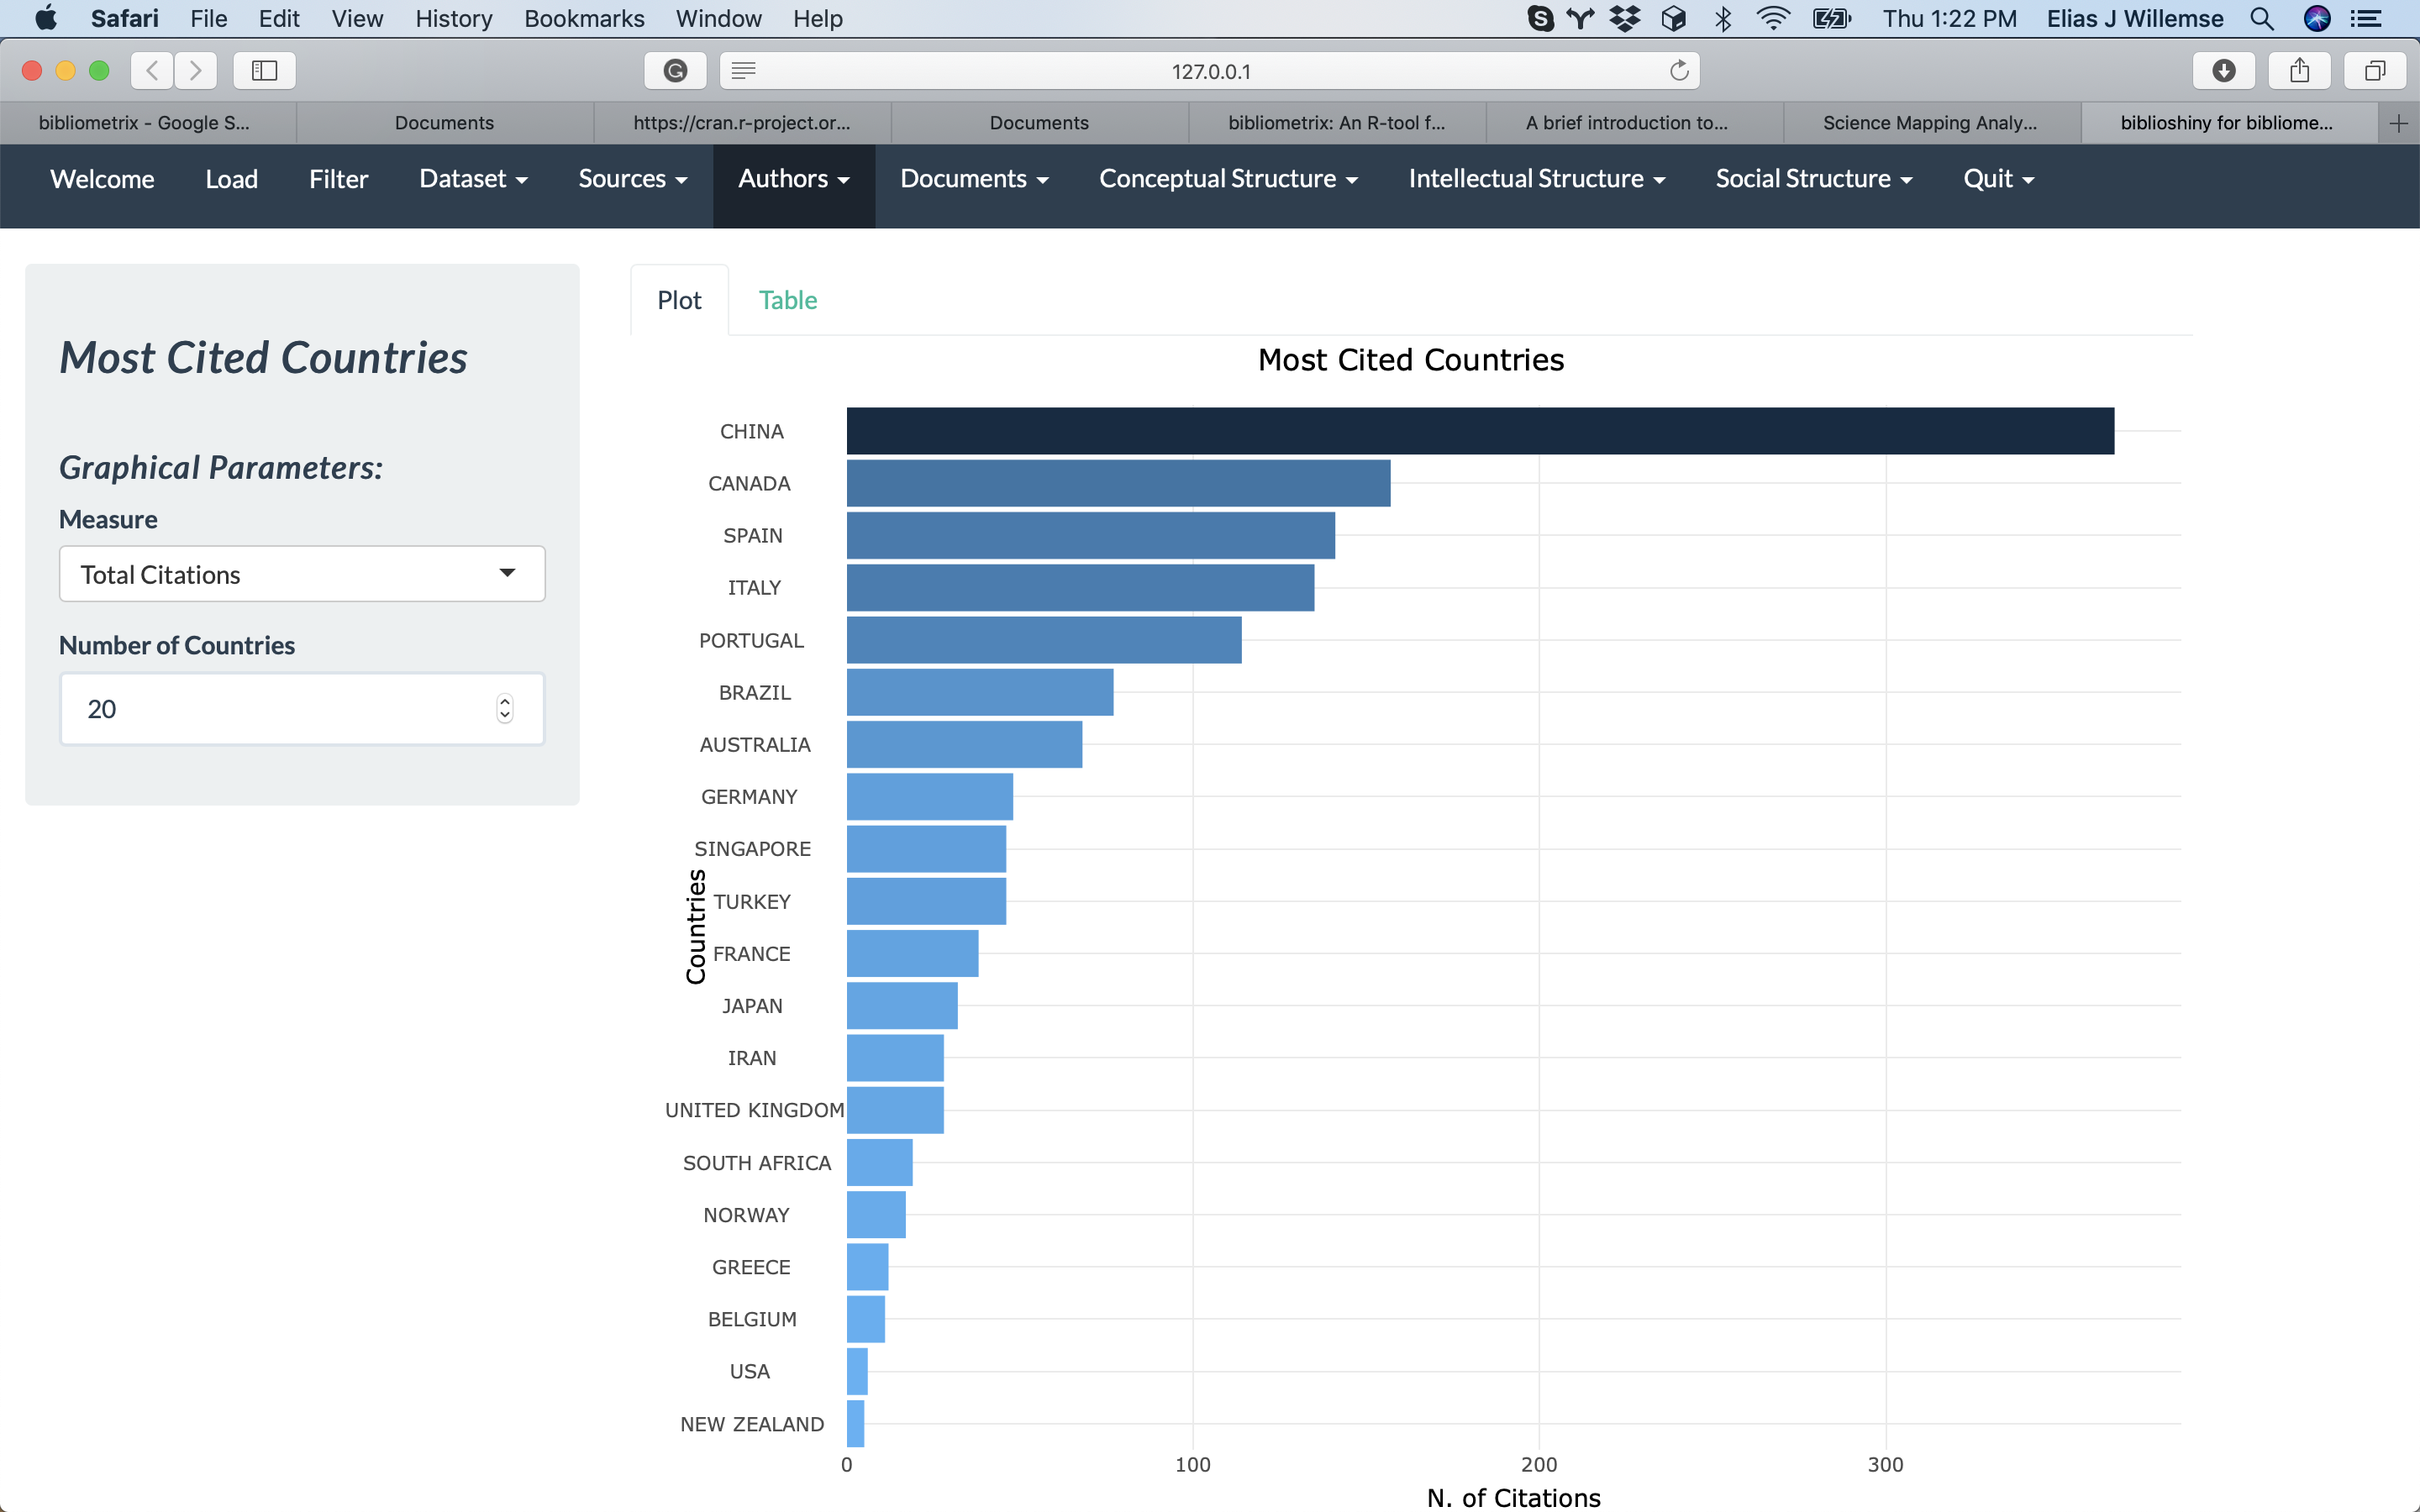 Safari File Edit View History Bookmarks Window Help Thu 1:22 PM Elias J Willemse
127.0.0.1
bibliometrix - Google S... Documents https://cran.r-project.or... Documents bibliometrix: An R-tool f... A brief introduction to... Science Mapping Analy... biblioshiny for bibliome...
Welcome Load Filter Dataset Sources Authors Documents Conceptual Structure Intellectual Structure Social Structure Quit
Most Cited Countries
Graphical Parameters:
Measure
Total Citations
Number of Countries
20
Plot Table
Most Cited Countries
CHINA
CANADA
SPAIN
ITALY
PORTUGAL
BRAZIL
AUSTRALIA
GERMANY
SINGAPORE
TURKEY
FRANCE
JAPAN
IRAN
UNITED KINGDOM
SOUTH AFRICA
NORWAY
GREECE
BELGIUM
USA
NEW ZEALAND
Countries
0 100 200 300
N. of Citations